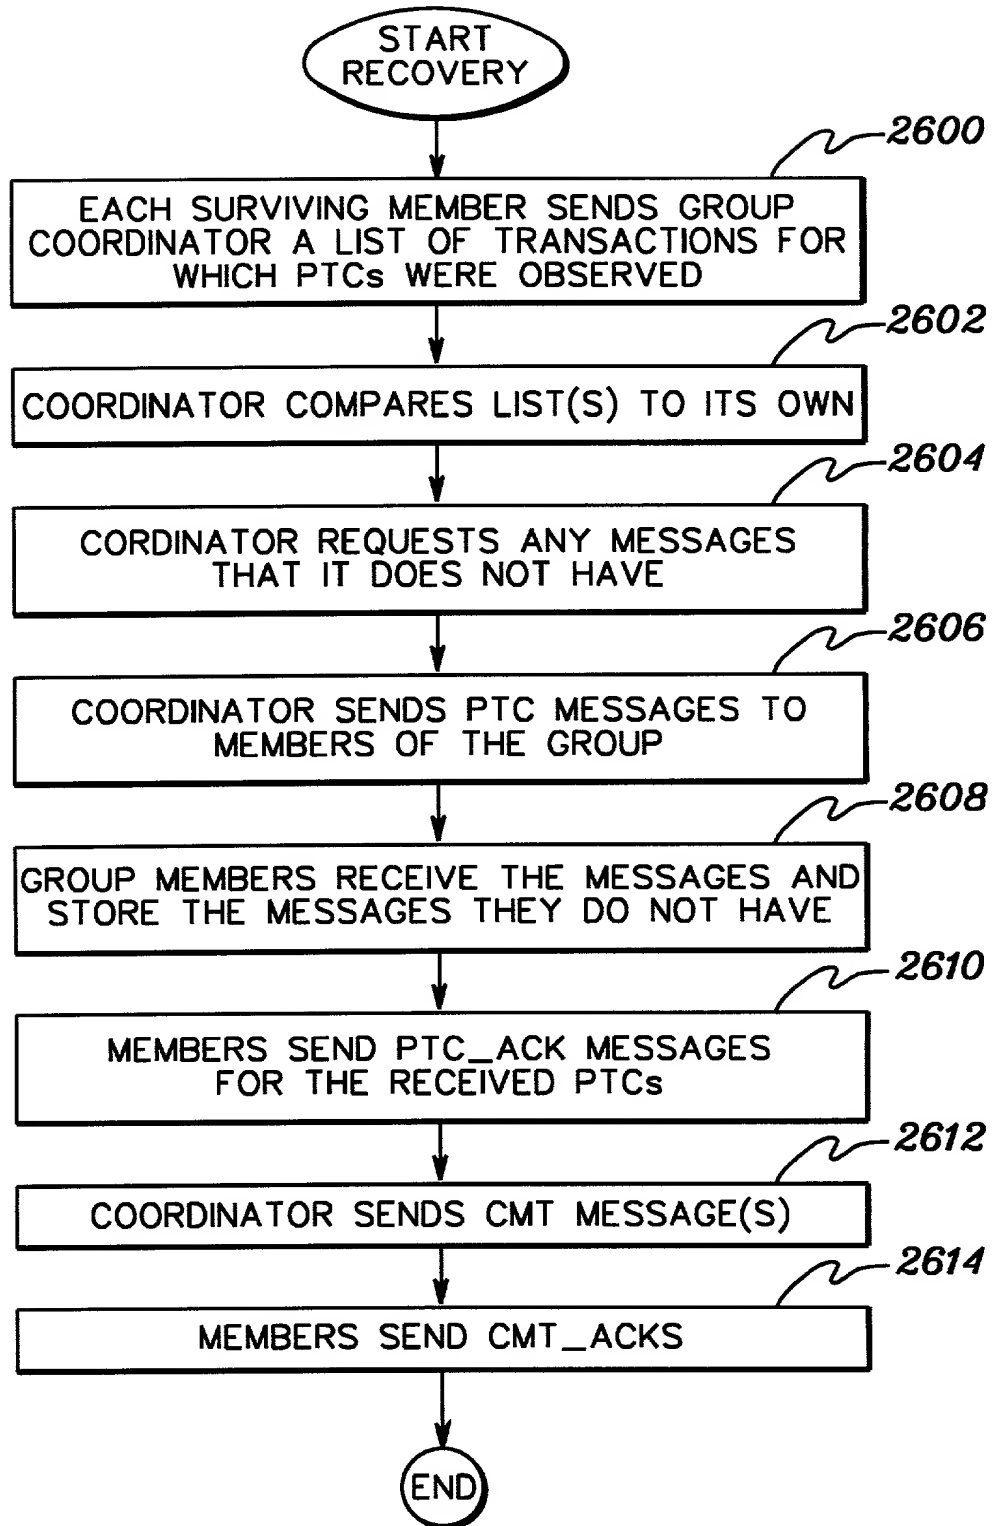 START
RECOVERY
2600
EACH SURVIVING MEMBER SENDS GROUP
COORDINATOR A LIST OF TRANSACTIONS FOR
WHICH PTCs WERE OBSERVED
2602
COORDINATOR COMPARES LIST(S) TO ITS OWN
2604
CORDINATOR REQUESTS ANY MESSAGES
THAT IT DOES NOT HAVE
2606
COORDINATOR SENDS PTC MESSAGES TO
MEMBERS OF THE GROUP
2608
GROUP MEMBERS RECEIVE THE MESSAGES AND
STORE THE MESSAGES THEY DO NOT HAVE
2610
MEMBERS SEND PTC_ACK MESSAGES
FOR THE RECEIVED PTCs
2612
COORDINATOR SENDS CMT MESSAGE(S)
2614
MEMBERS SEND CMT_ACKS
END